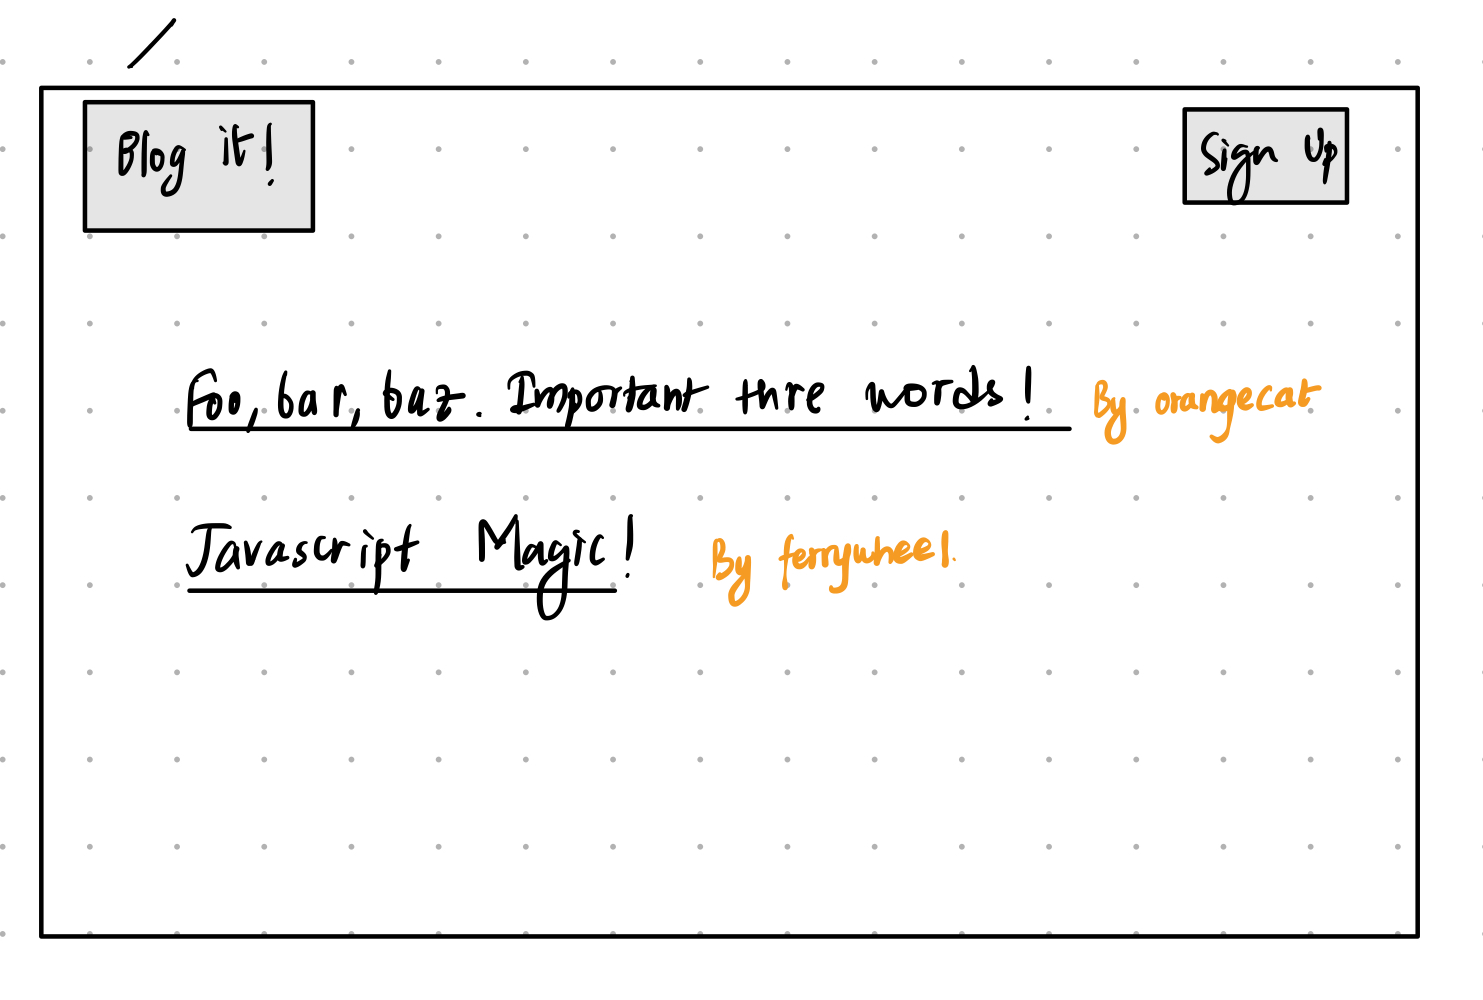 /
Blog it!
Sign Up
Foo, bar, baz. Important thre words! By orangecat
Javascript Magic! By ferrywheel.